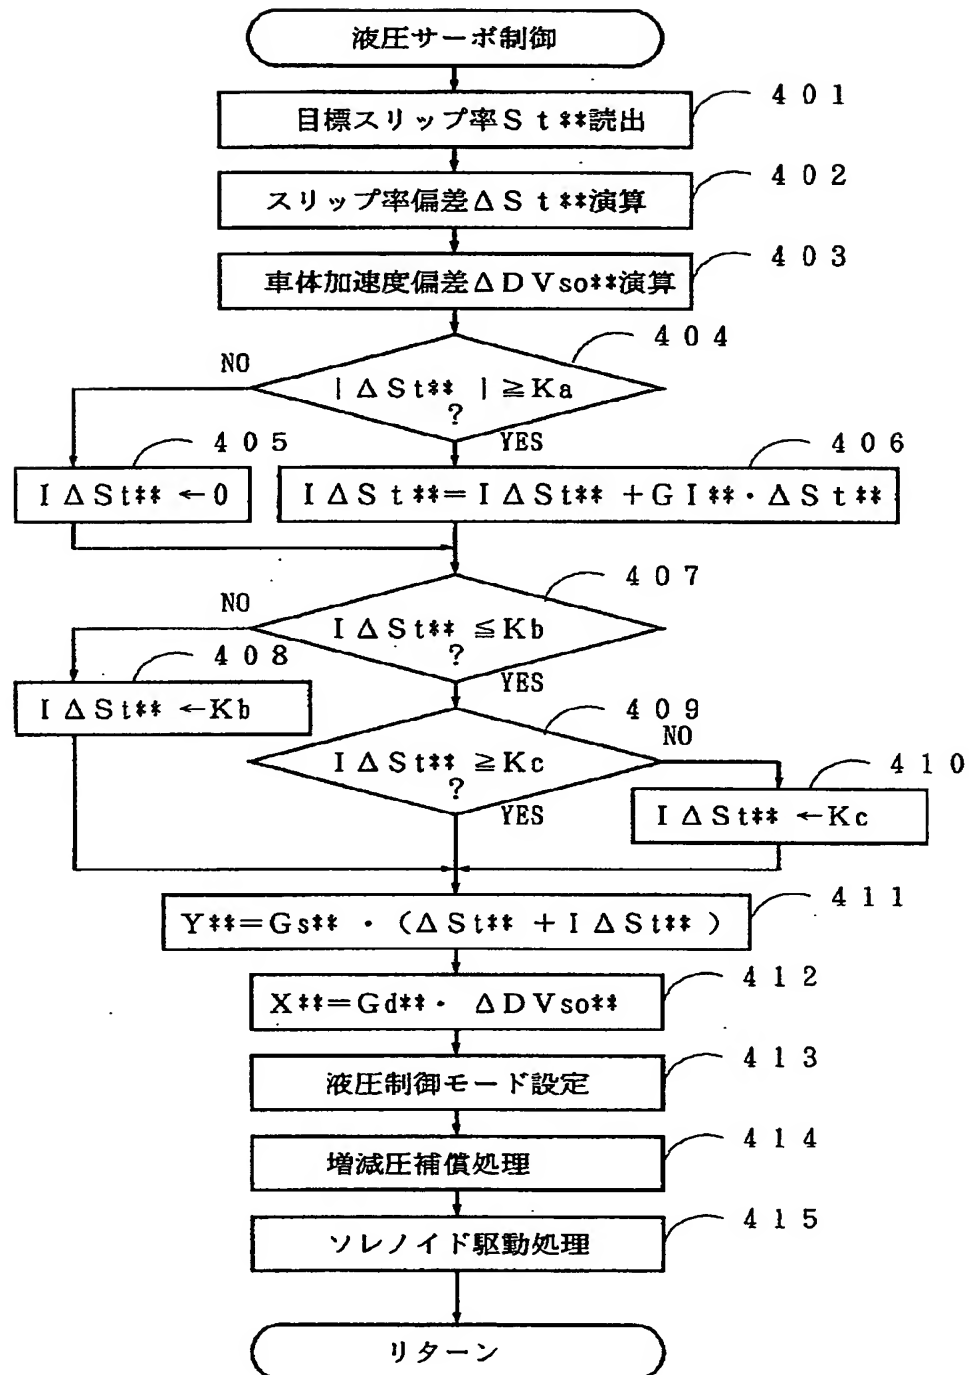 液圧サーボ制御
401
目標スリップ率St**読出
402
スリップ率偏差ΔSt**演算
403
車体加速度偏差ΔDVso**演算
404
|ΔSt**|≧Ka
?
NO
YES
405
IΔSt**←0
406
IΔSt**=IΔSt**+GI**・ΔSt**
407
IΔSt**≦Kb
?
NO
YES
408
IΔSt**←Kb
409
IΔSt**≧Kc
?
NO
YES
410
IΔSt**←Kc
411
Y**=Gs**・(ΔSt**+IΔSt**)
412
X**=Gd**・ΔDVso**
413
液圧制御モード設定
414
増減圧補償処理
415
ソレノイド駆動処理
リターン